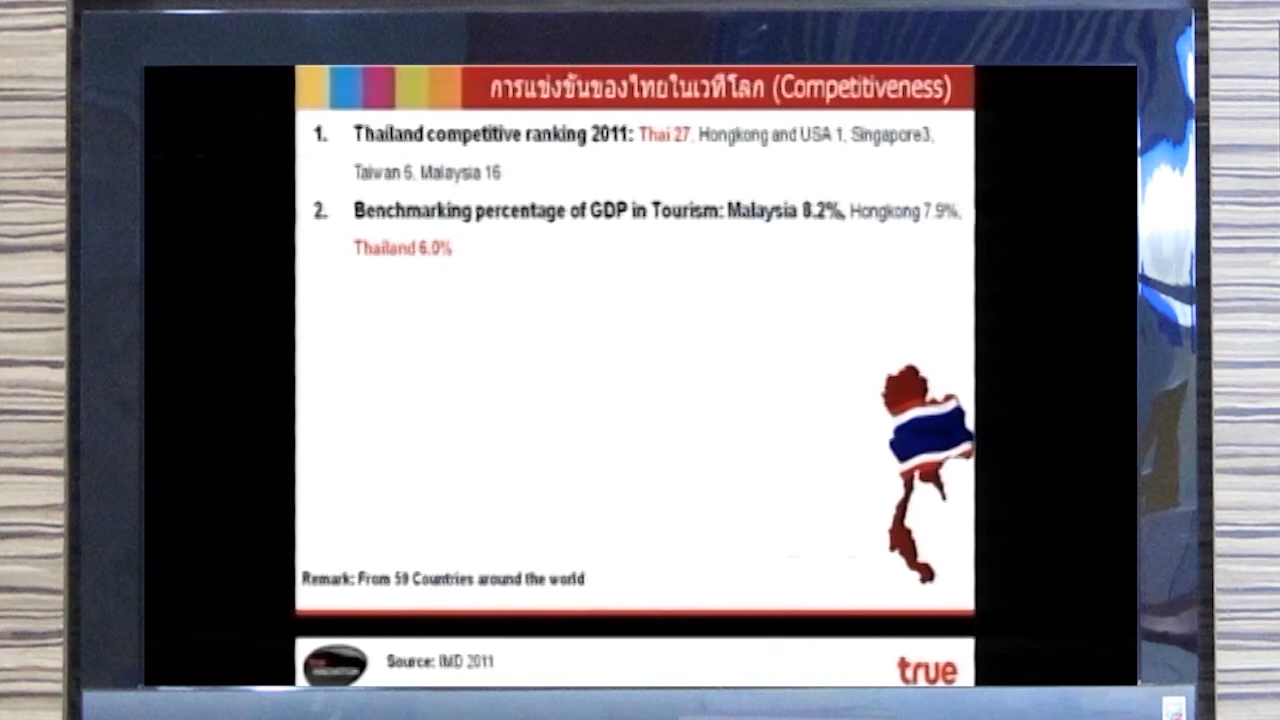 การแข่งขันของไทยในเวทีโลก (Competitiveness)
1. Thailand competitive ranking 2011: Thai 27, Hongkong and USA 1, Singapore3,
Taiwan 6, Malaysia 16
2. Benchmarking percentage of GDP in Tourism: Malaysia 8.2%, Hongkong 7.9%,
Thailand 6.0%
Remark: From 59 Countries around the world
Source: IMD 2011
true